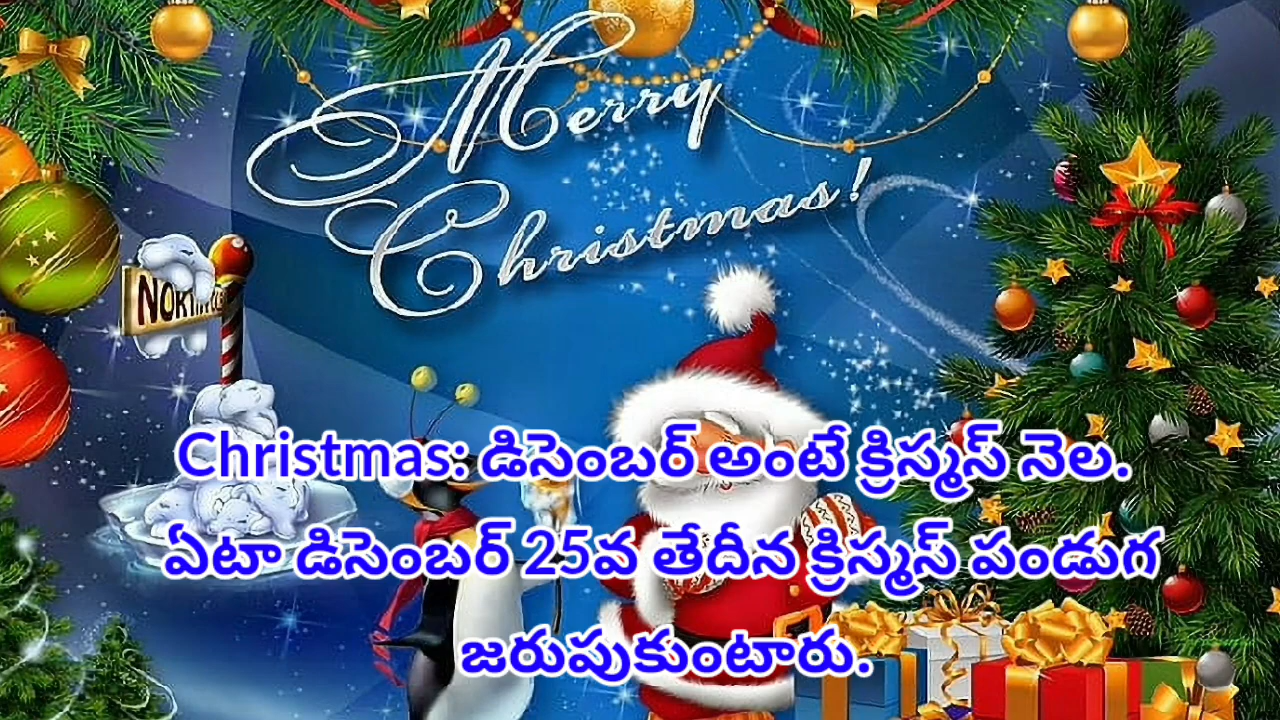 Merry
Christmas!
Christmas: డిసెంబర్ అంటే క్రిస్మస్ నెల.
ఏటా డిసెంబర్ 25వ తేదీన క్రిస్మస్ పండుగ
జరుపుకుంటారు.